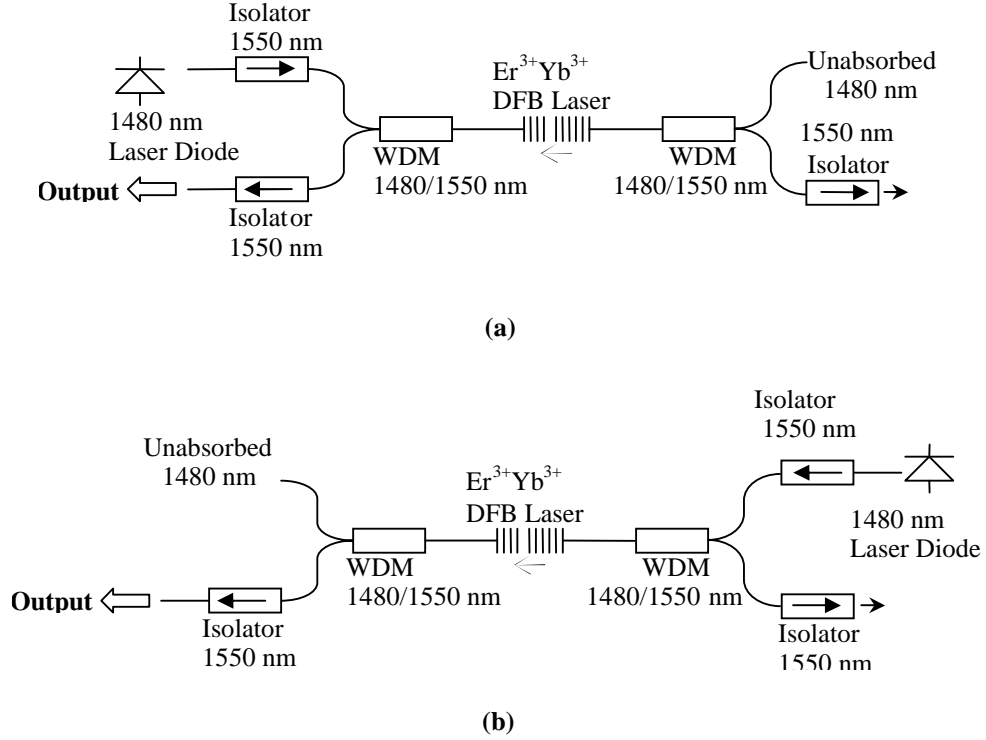 Isolator
1550 nm
Er3+Yb3+
DFB Laser
Unabsorbed
1480 nm
1480 nm
Laser Diode
WDM
1480/1550 nm
WDM
1480/1550 nm
1550 nm
Isolator
Output
Isolator
1550 nm
(a)
Isolator
1550 nm
Unabsorbed
1480 nm
Er3+Yb3+
DFB Laser
1480 nm
Laser Diode
WDM
1480/1550 nm
WDM
1480/1550 nm
Output
Isolator
1550 nm
Isolator
1550 nm
(b)